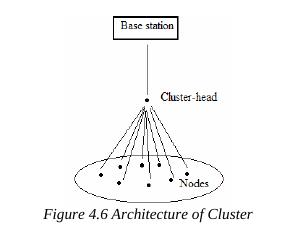 Base station
Cluster-head
Nodes
Figure 4.6 Architecture of Cluster